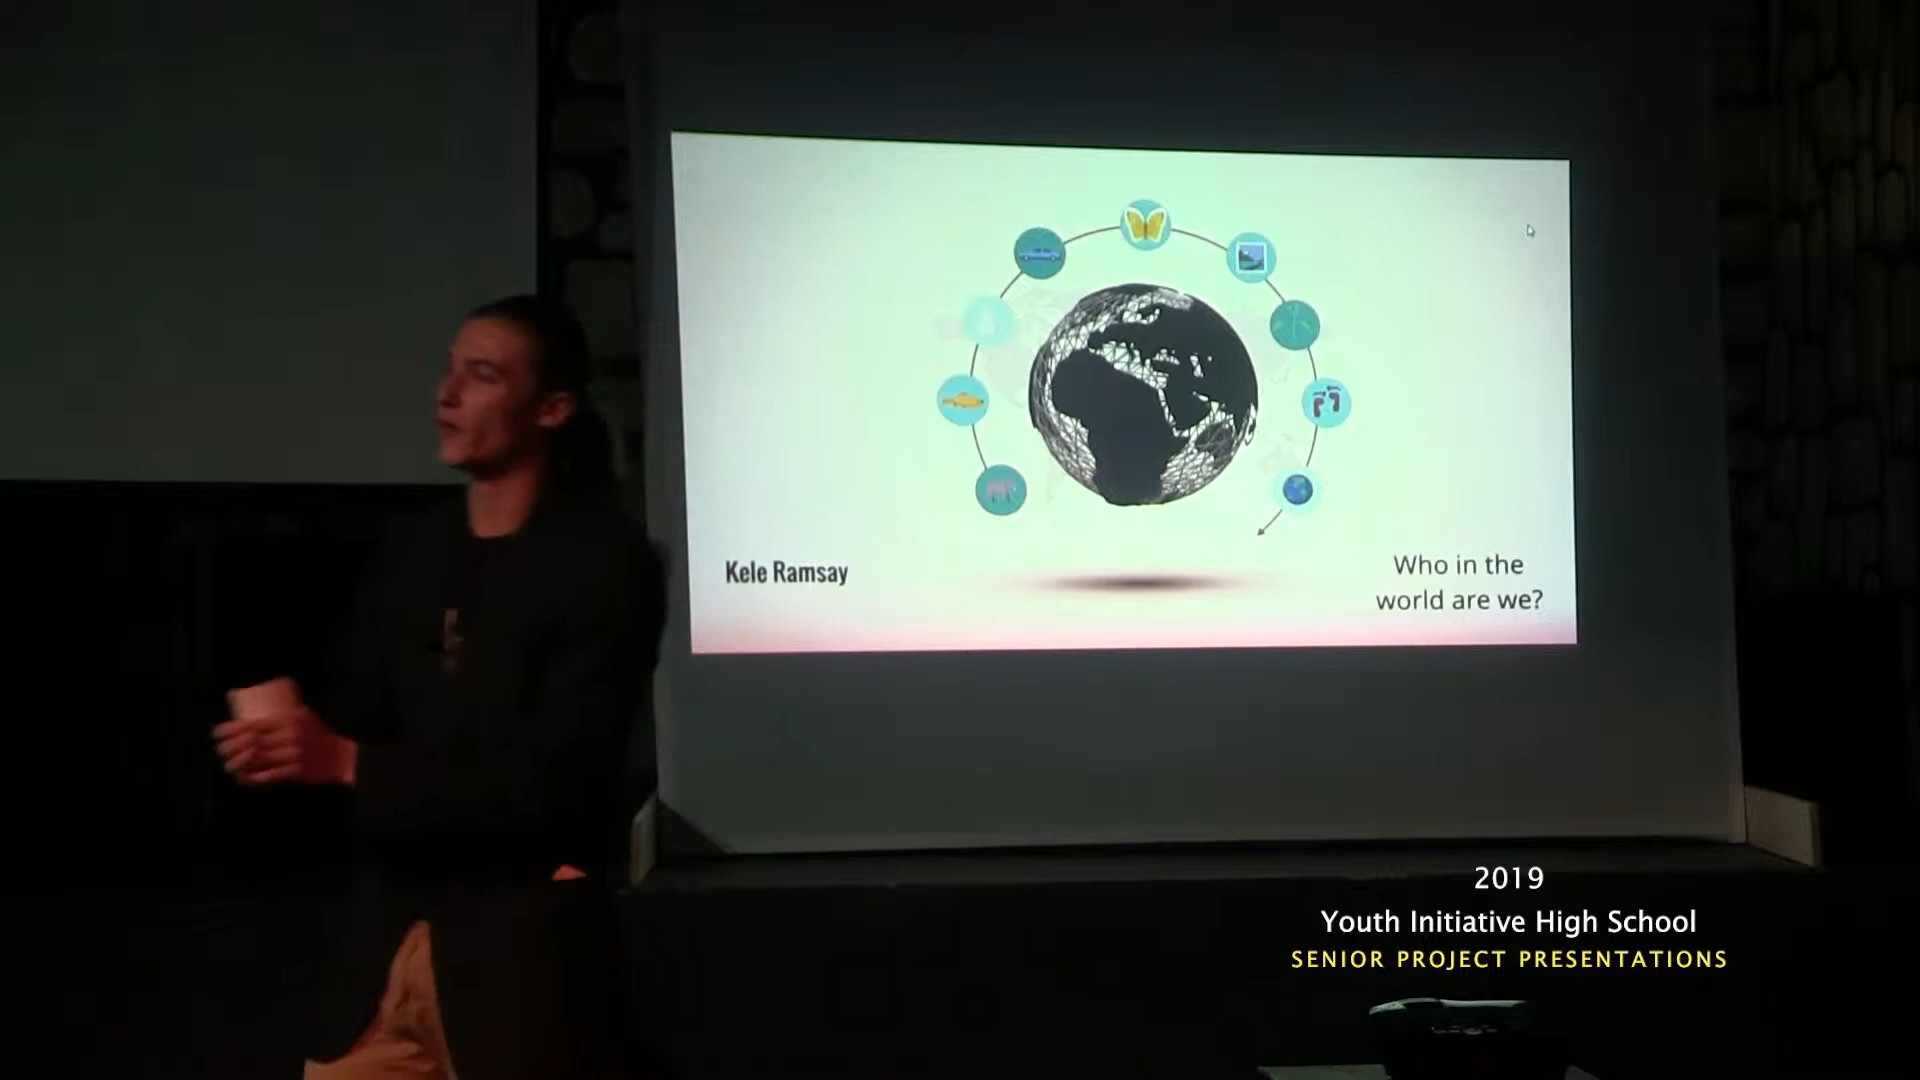 Kele Ramsay
Who in the
world are we?
2019
Youth Initiative High School
SENIOR PROJECT PRESENTATIONS